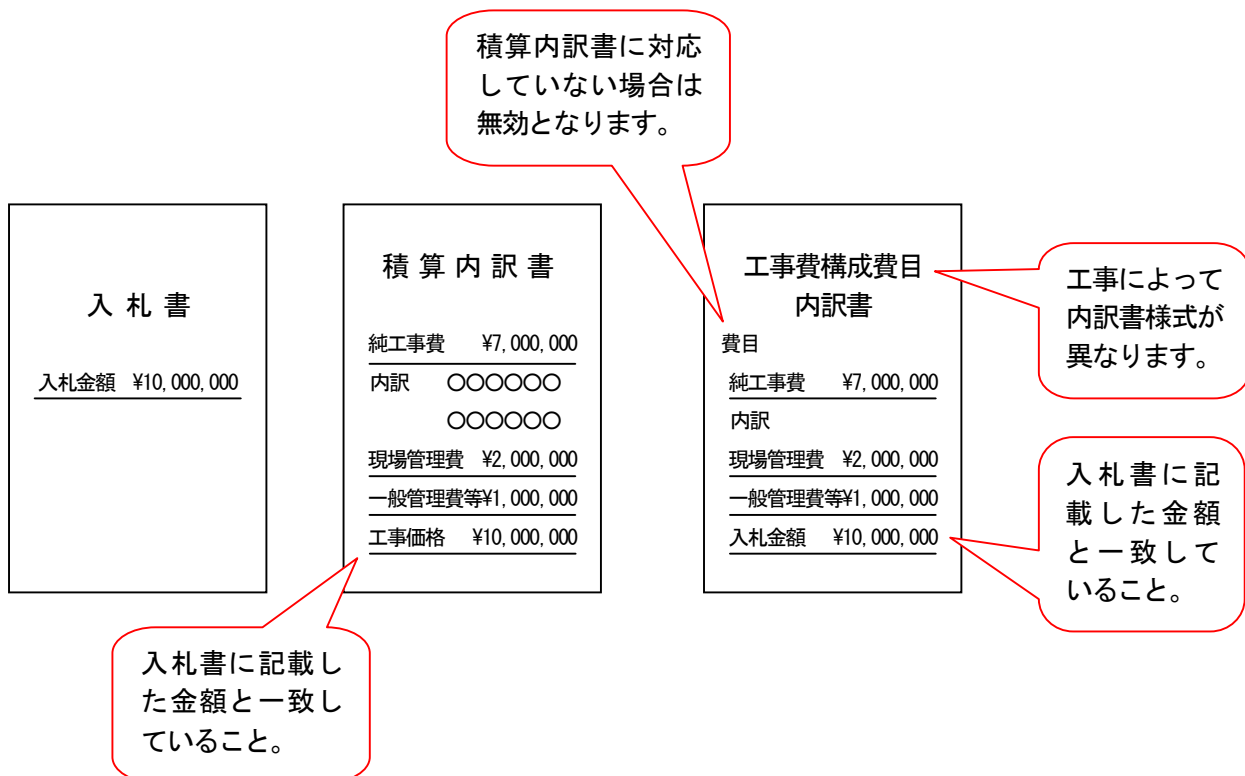 積算内訳書に対応
していない場合は
無効となります。
入札書
入札金額 ¥10,000,000
積算内訳書
純工事費 ¥7,000,000
内訳 〇〇〇〇〇〇
〇〇〇〇〇〇
現場管理費 ¥2,000,000
一般管理費等¥1,000,000
工事価格 ¥10,000,000
工事費構成費目
内訳書
費目
純工事費 ¥7,000,000
内訳
現場管理費 ¥2,000,000
一般管理費等¥1,000,000
入札金額 ¥10,000,000
工事によって
内訳書様式が
異なります。
入札書に記
載した金額
と一致して
いること。
入札書に記載し
た金額と一致し
ていること。